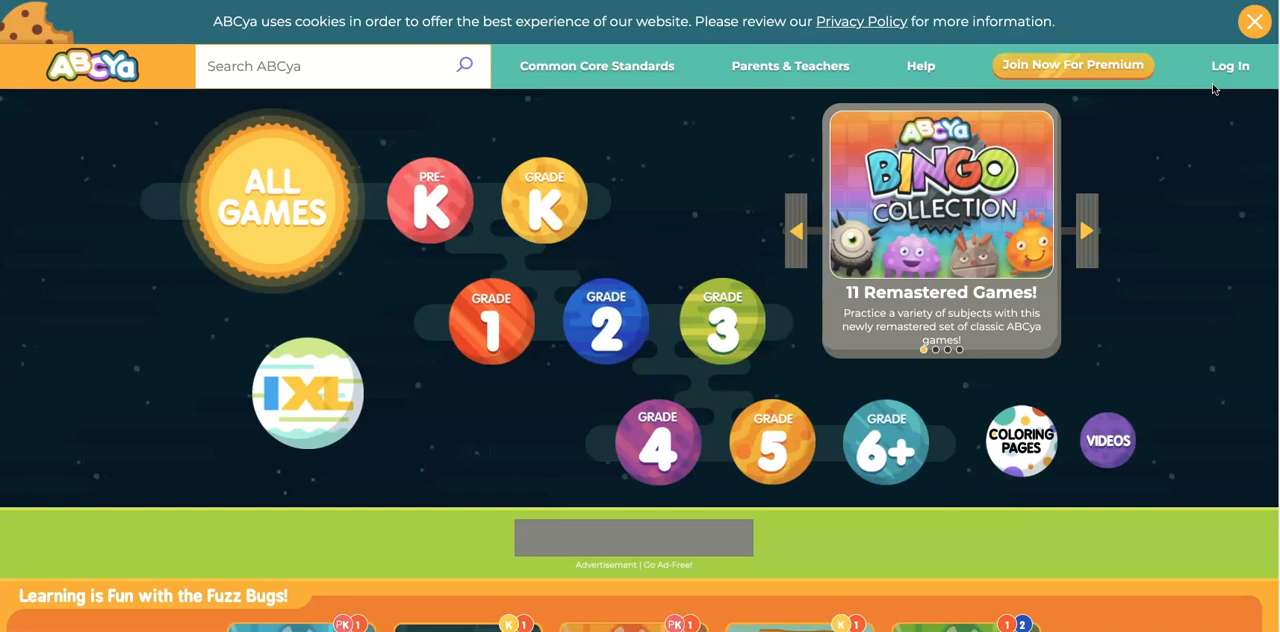 ABCya uses cookies in order to offer the best experience of our website. Please review our Privacy Policy for more information.
ABCYa
Search ABCya
Common Core Standards
Parents & Teachers
Help
Join Now For Premium
Log In
ALL
GAMES
PRE-
K
GRADE
K
ABCYa
BINGO
COLLECTION
11 Remastered Games!
Practice a variety of subjects with this
newly remastered set of classic ABCya
games!
GRADE
1
GRADE
2
GRADE
3
IXL
GRADE
4
GRADE
5
GRADE
6+
COLORING
PAGES
VIDEOS
Advertisement | Go Ad-Free!
Learning is Fun with the Fuzz Bugs!
PK 1
K 1
PK 1
K 1
1 2